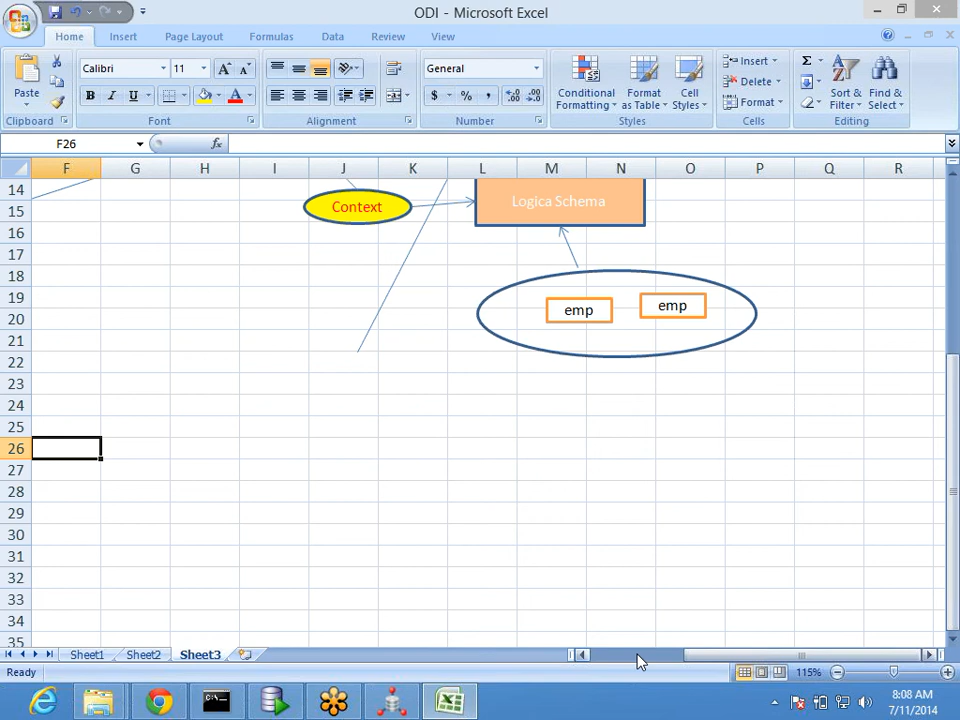 ODI - Microsoft Excel
Home Insert Page Layout Formulas Data Review View
Paste
Calibri 11
General
Conditional Formatting
Format as Table
Cell Styles
Insert
Delete
Format
Sort & Filter
Find & Select
Clipboard Font Alignment Number Styles Cells Editing
F26 fx
F G H I J K L M N O P Q R
14
15
16
17
18
19
20
21
22
23
24
25
26
27
28
29
30
31
32
33
34
35
Context
Logica Schema
emp emp
Sheet1 Sheet2 Sheet3
Ready 115%
8:08 AM
7/11/2014